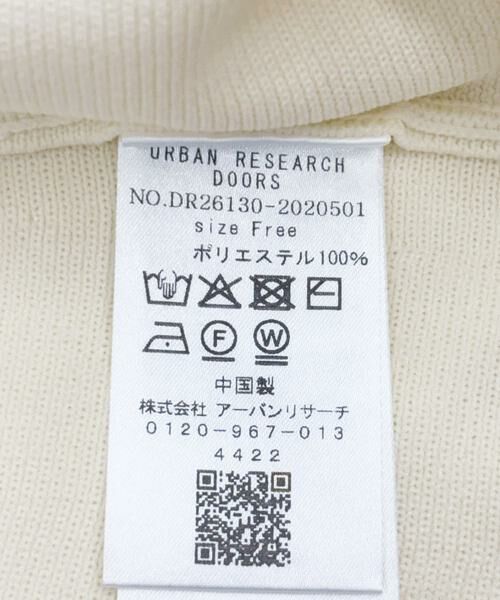 URBAN RESEARCH
DOORS
NO.DR26130-2020501
size Free
ポリエステル100%
F W
中国製
株式会社 アーバンリサーチ
0120-967-013
4422